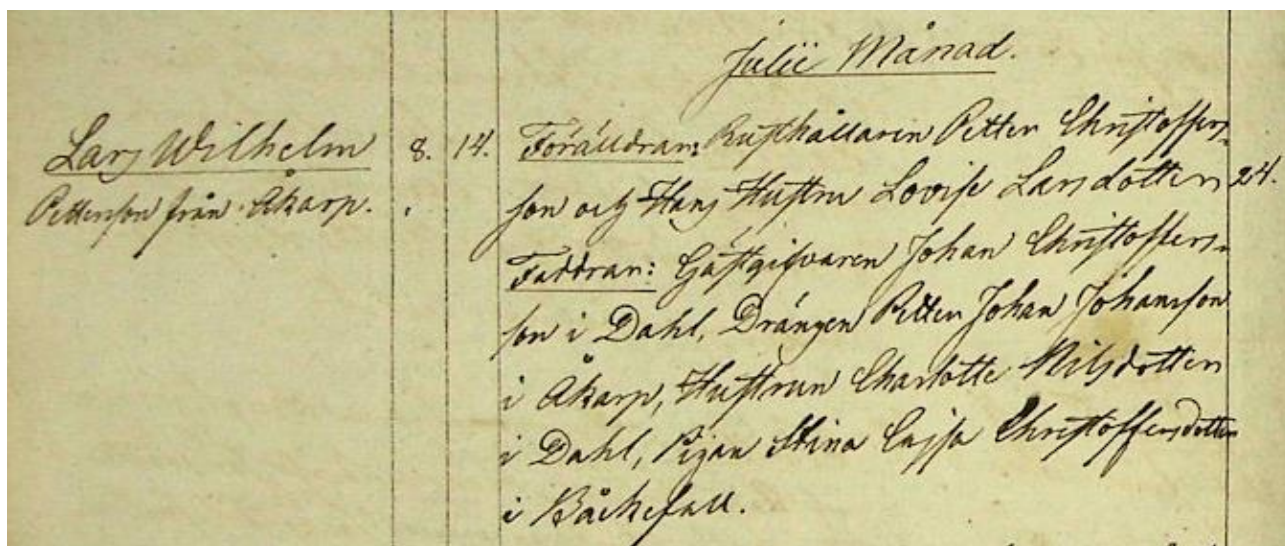 Julii Månad.
Lars Wilhelm 8. 14. Föräldrar: Rusthållaren Petter Christoffers-
Petterson från Åkarp. son och Hans Hustru Lovisa Larsdotter 24.
Faddrar: Gästgifvaren Johan Christoffers-
son i Dahl, Drängen Petter Johan Johansson
i Åkarp, Hustrun Charlotte Nilsdotter
i Dahl, Pigan Stina Cajsa Christoffersdotter
i Bäckefall.